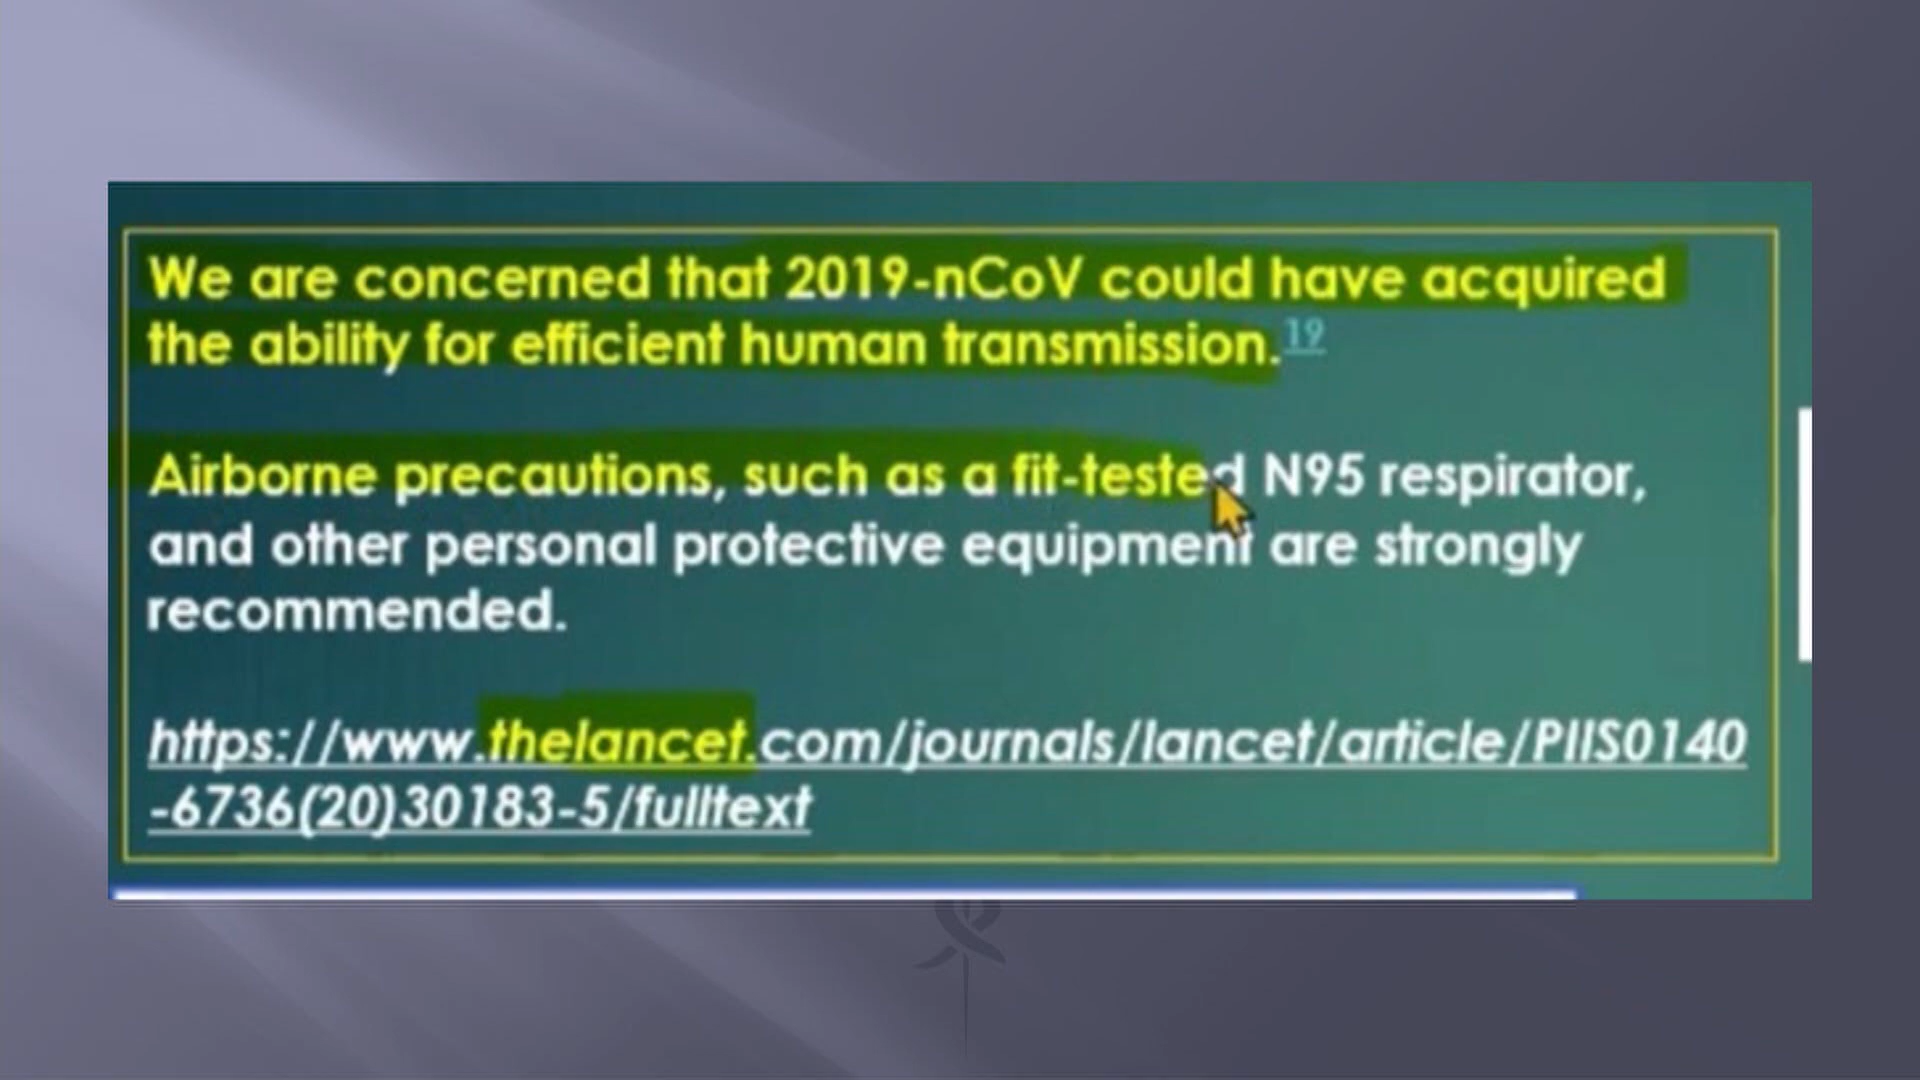 We are concerned that 2019-nCoV could have acquired
the ability for efficient human transmission.19
Airborne precautions, such as a fit-tested N95 respirator,
and other personal protective equipment are strongly
recommended.
https://www.thelancet.com/journals/lancet/article/PIIS0140
-6736(20)30183-5/fulltext